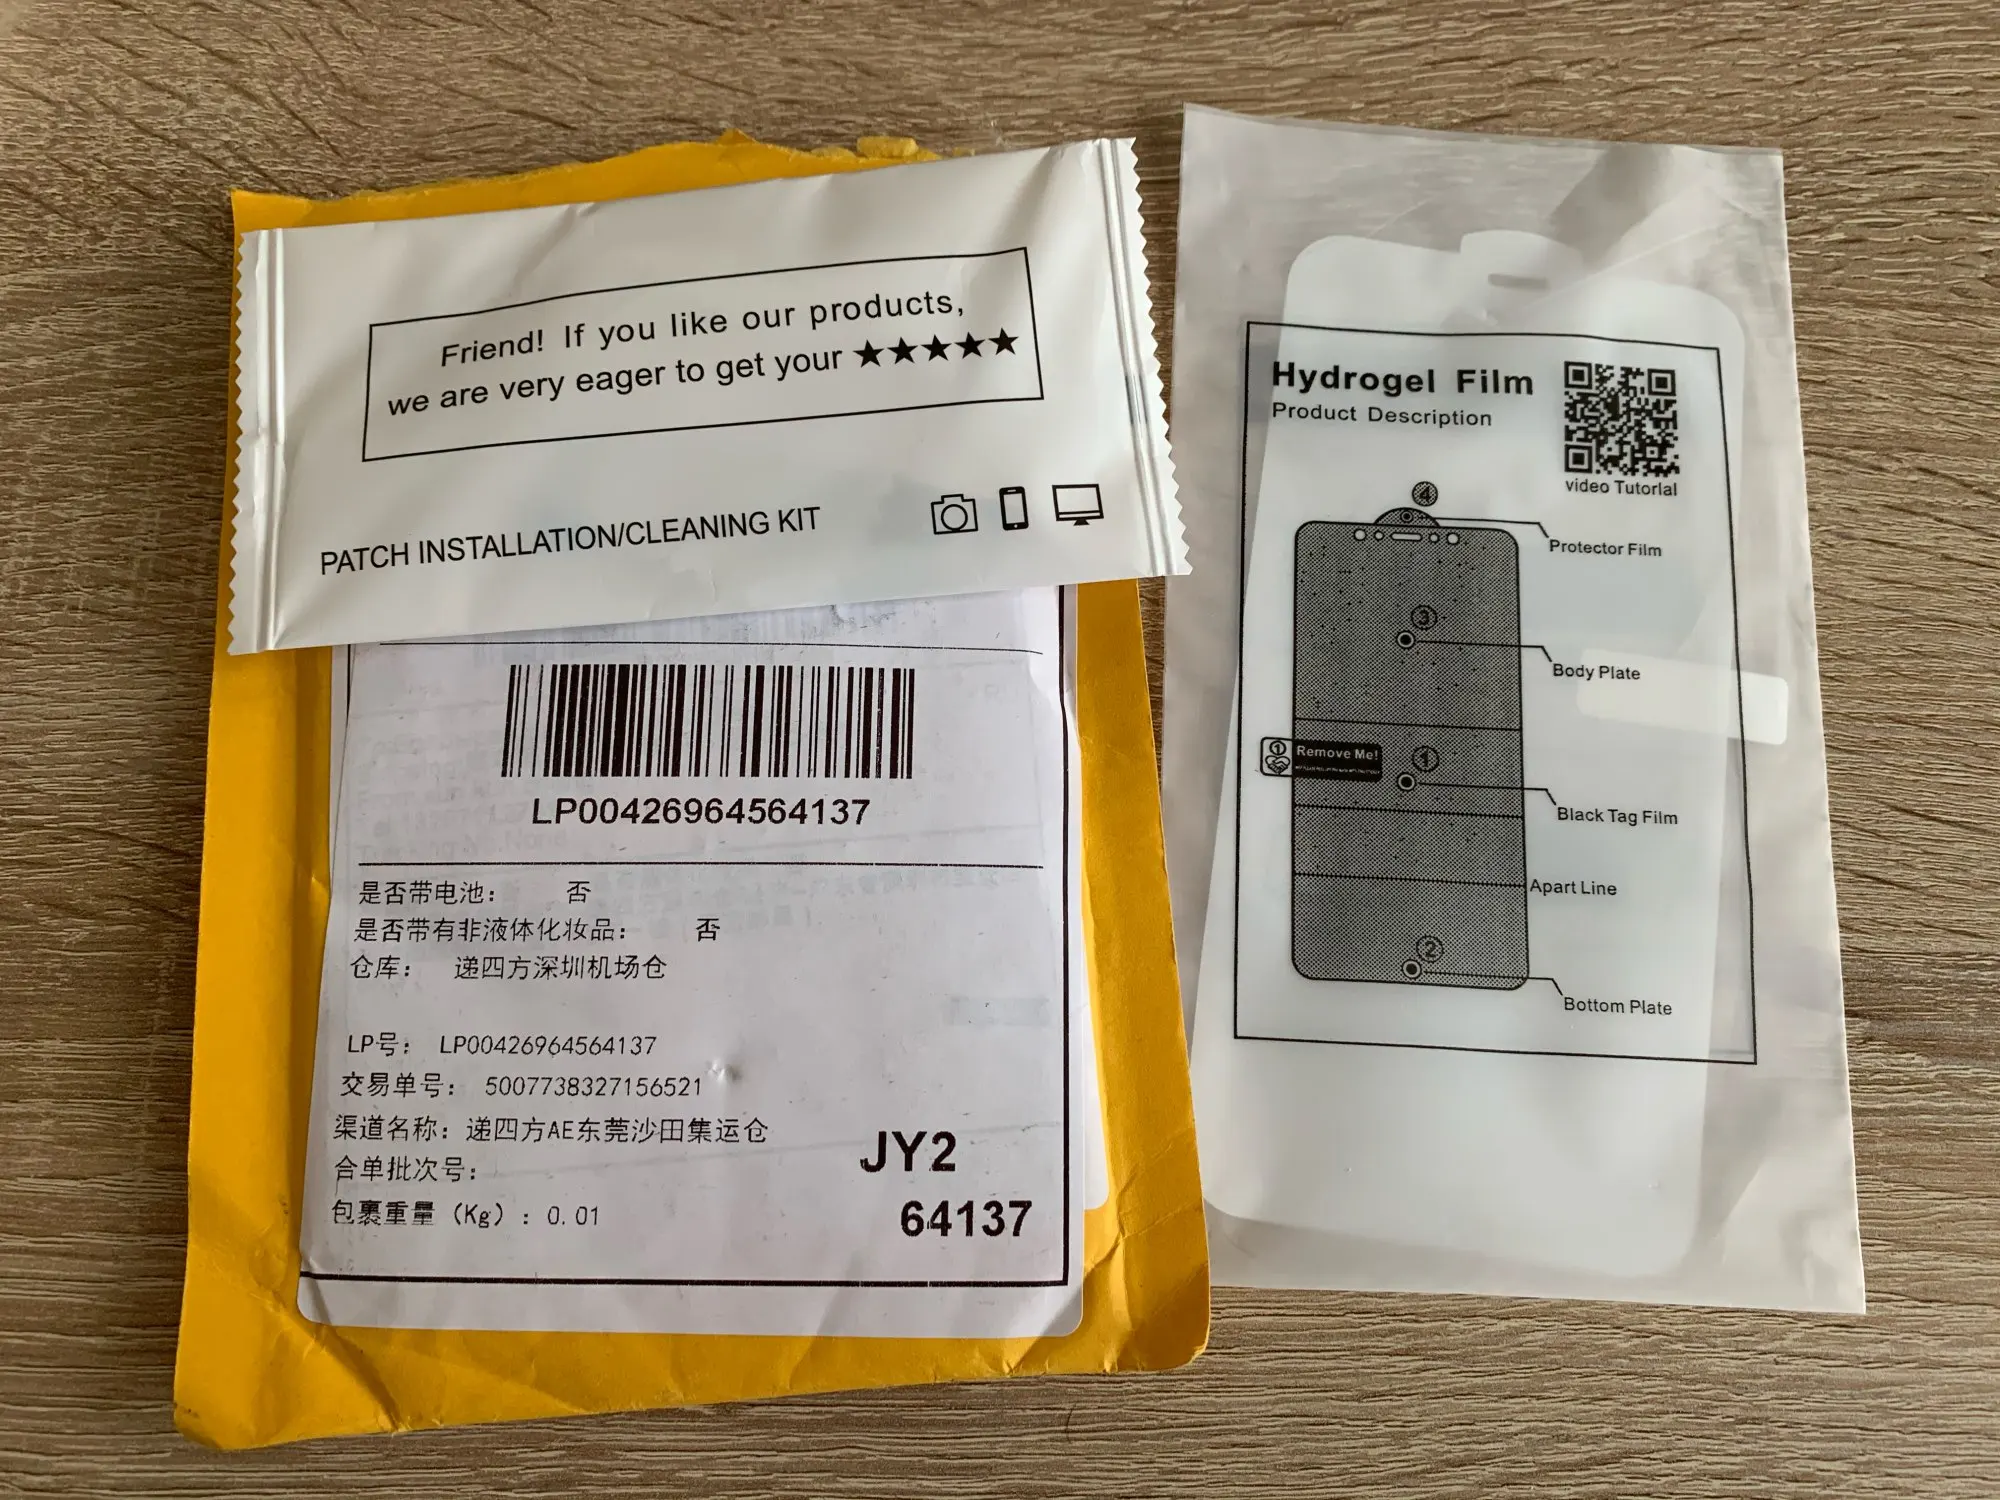 Friend! If you like our products,
we are very eager to get your ★★★★★
PATCH INSTALLATION/CLEANING KIT
LP00426964564137
是否带电池： 否
是否带有非液体化妆品： 否
仓库： 递四方深圳机场仓
LP号： LP00426964564137
交易单号： 5007738327156521
渠道名称：递四方AE东莞沙田集运仓
合单批次号：
包裹重量（Kg）：0.01
JY2
64137
Hydrogel Film
Product Description
video Tutorial
4
Protector Film
3
Body Plate
1
Remove Me!
1
Black Tag Film
Apart Line
2
Bottom Plate